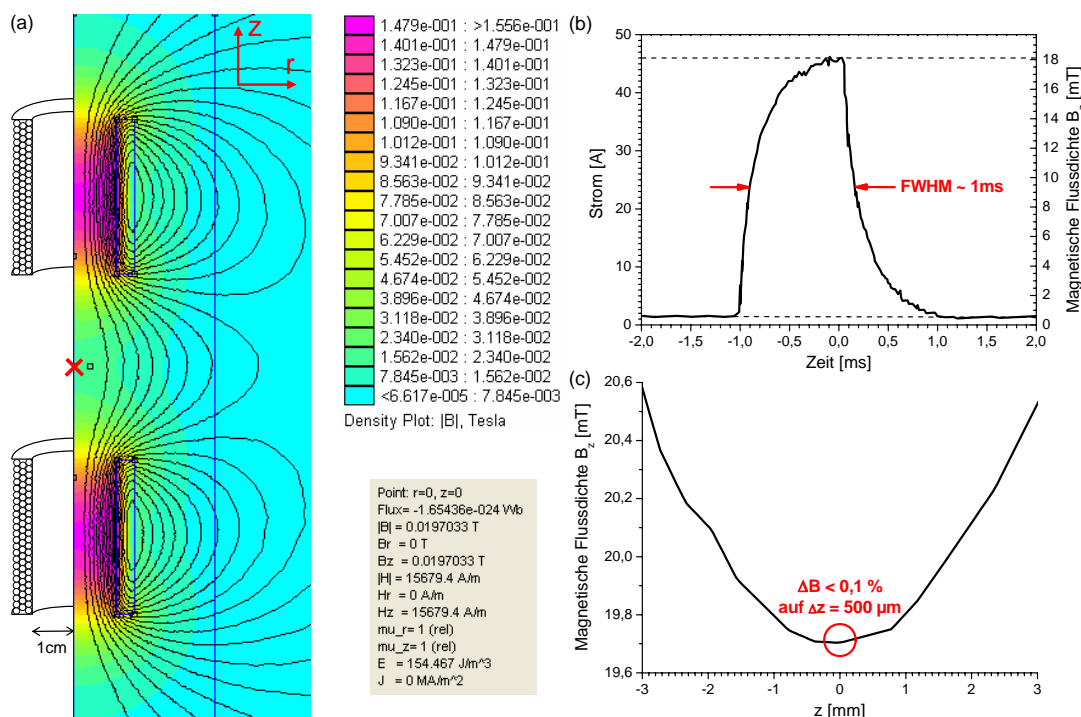 (a)
z
r
1cm
1.479e-001 : >1.556e-001
1.401e-001 : 1.479e-001
1.323e-001 : 1.401e-001
1.245e-001 : 1.323e-001
1.167e-001 : 1.245e-001
1.090e-001 : 1.167e-001
1.012e-001 : 1.090e-001
9.341e-002 : 1.012e-001
8.563e-002 : 9.341e-002
7.785e-002 : 8.563e-002
7.007e-002 : 7.785e-002
6.229e-002 : 7.007e-002
5.452e-002 : 6.229e-002
4.674e-002 : 5.452e-002
3.896e-002 : 4.674e-002
3.118e-002 : 3.896e-002
2.340e-002 : 3.118e-002
1.562e-002 : 2.340e-002
7.845e-003 : 1.562e-002
<6.617e-005 : 7.845e-003
Density Plot: |B|, Tesla
Point: r=0, z=0
Flux= -1.65436e-024 Wb
|B| = 0.0197033 T
Br = 0 T
Bz = 0.0197033 T
|H| = 15679.4 A/m
Hr = 0 A/m
Hz = 15679.4 A/m
mu_r= 1 (rel)
mu_z= 1 (rel)
E = 154.467 J/m^3
J = 0 MA/m^2
(b)
Strom [A]
50
40
30
20
10
0
FWHM ~ 1ms
18
16
14
12
10
8
6
4
2
0
Magnetische Flussdichte B_z [mT]
-2,0 -1,5 -1,0 -0,5 0,0 0,5 1,0 1,5 2,0
Zeit [ms]
(c)
Magnetische Flussdichte B_z [mT]
20,6
20,4
20,2
20,0
19,8
19,6
ΔB < 0,1 %
auf Δz = 500 µm
-3 -2 -1 0 1 2 3
z [mm]